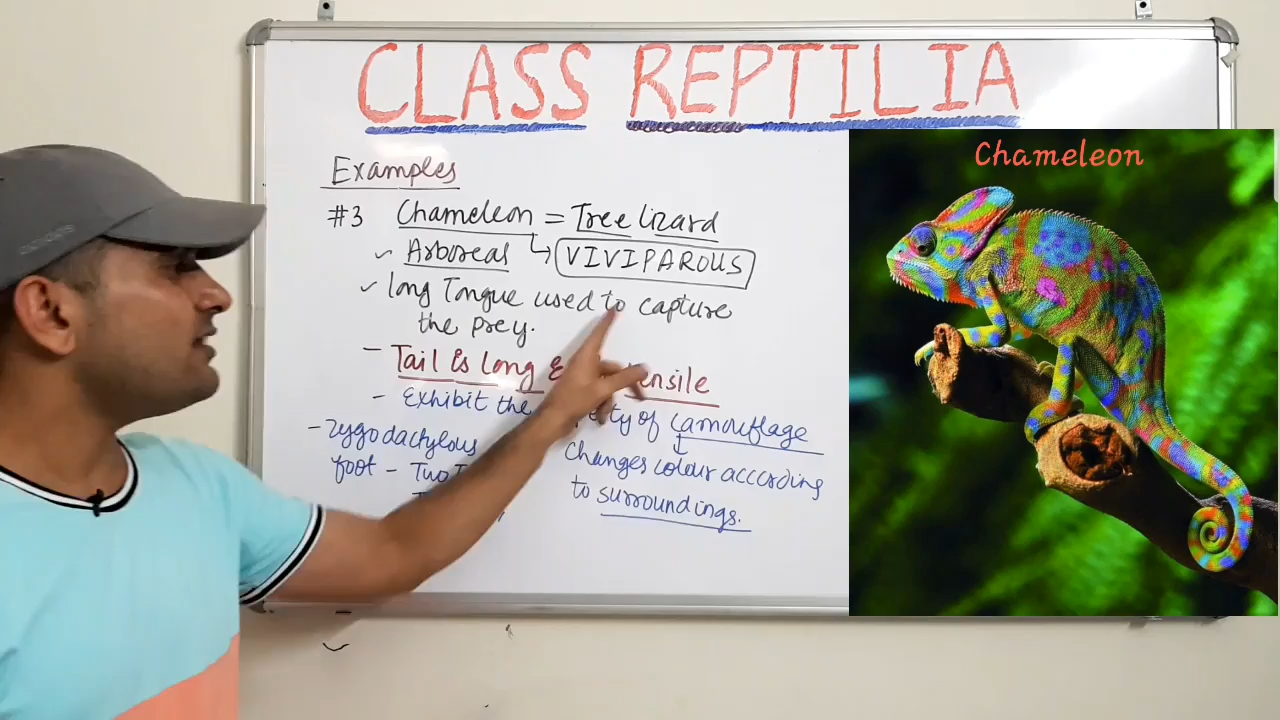 CLASS REPTILIA
Chameleon
Examples
#3 Chameleon = Tree lizard
Arboreal VIVIPAROUS
long Tongue used to capture
the prey.
- Tail is long
- Exhibit the of camouflage
- zygodactylous
foot - Two
Changes colour according
to surroundings.